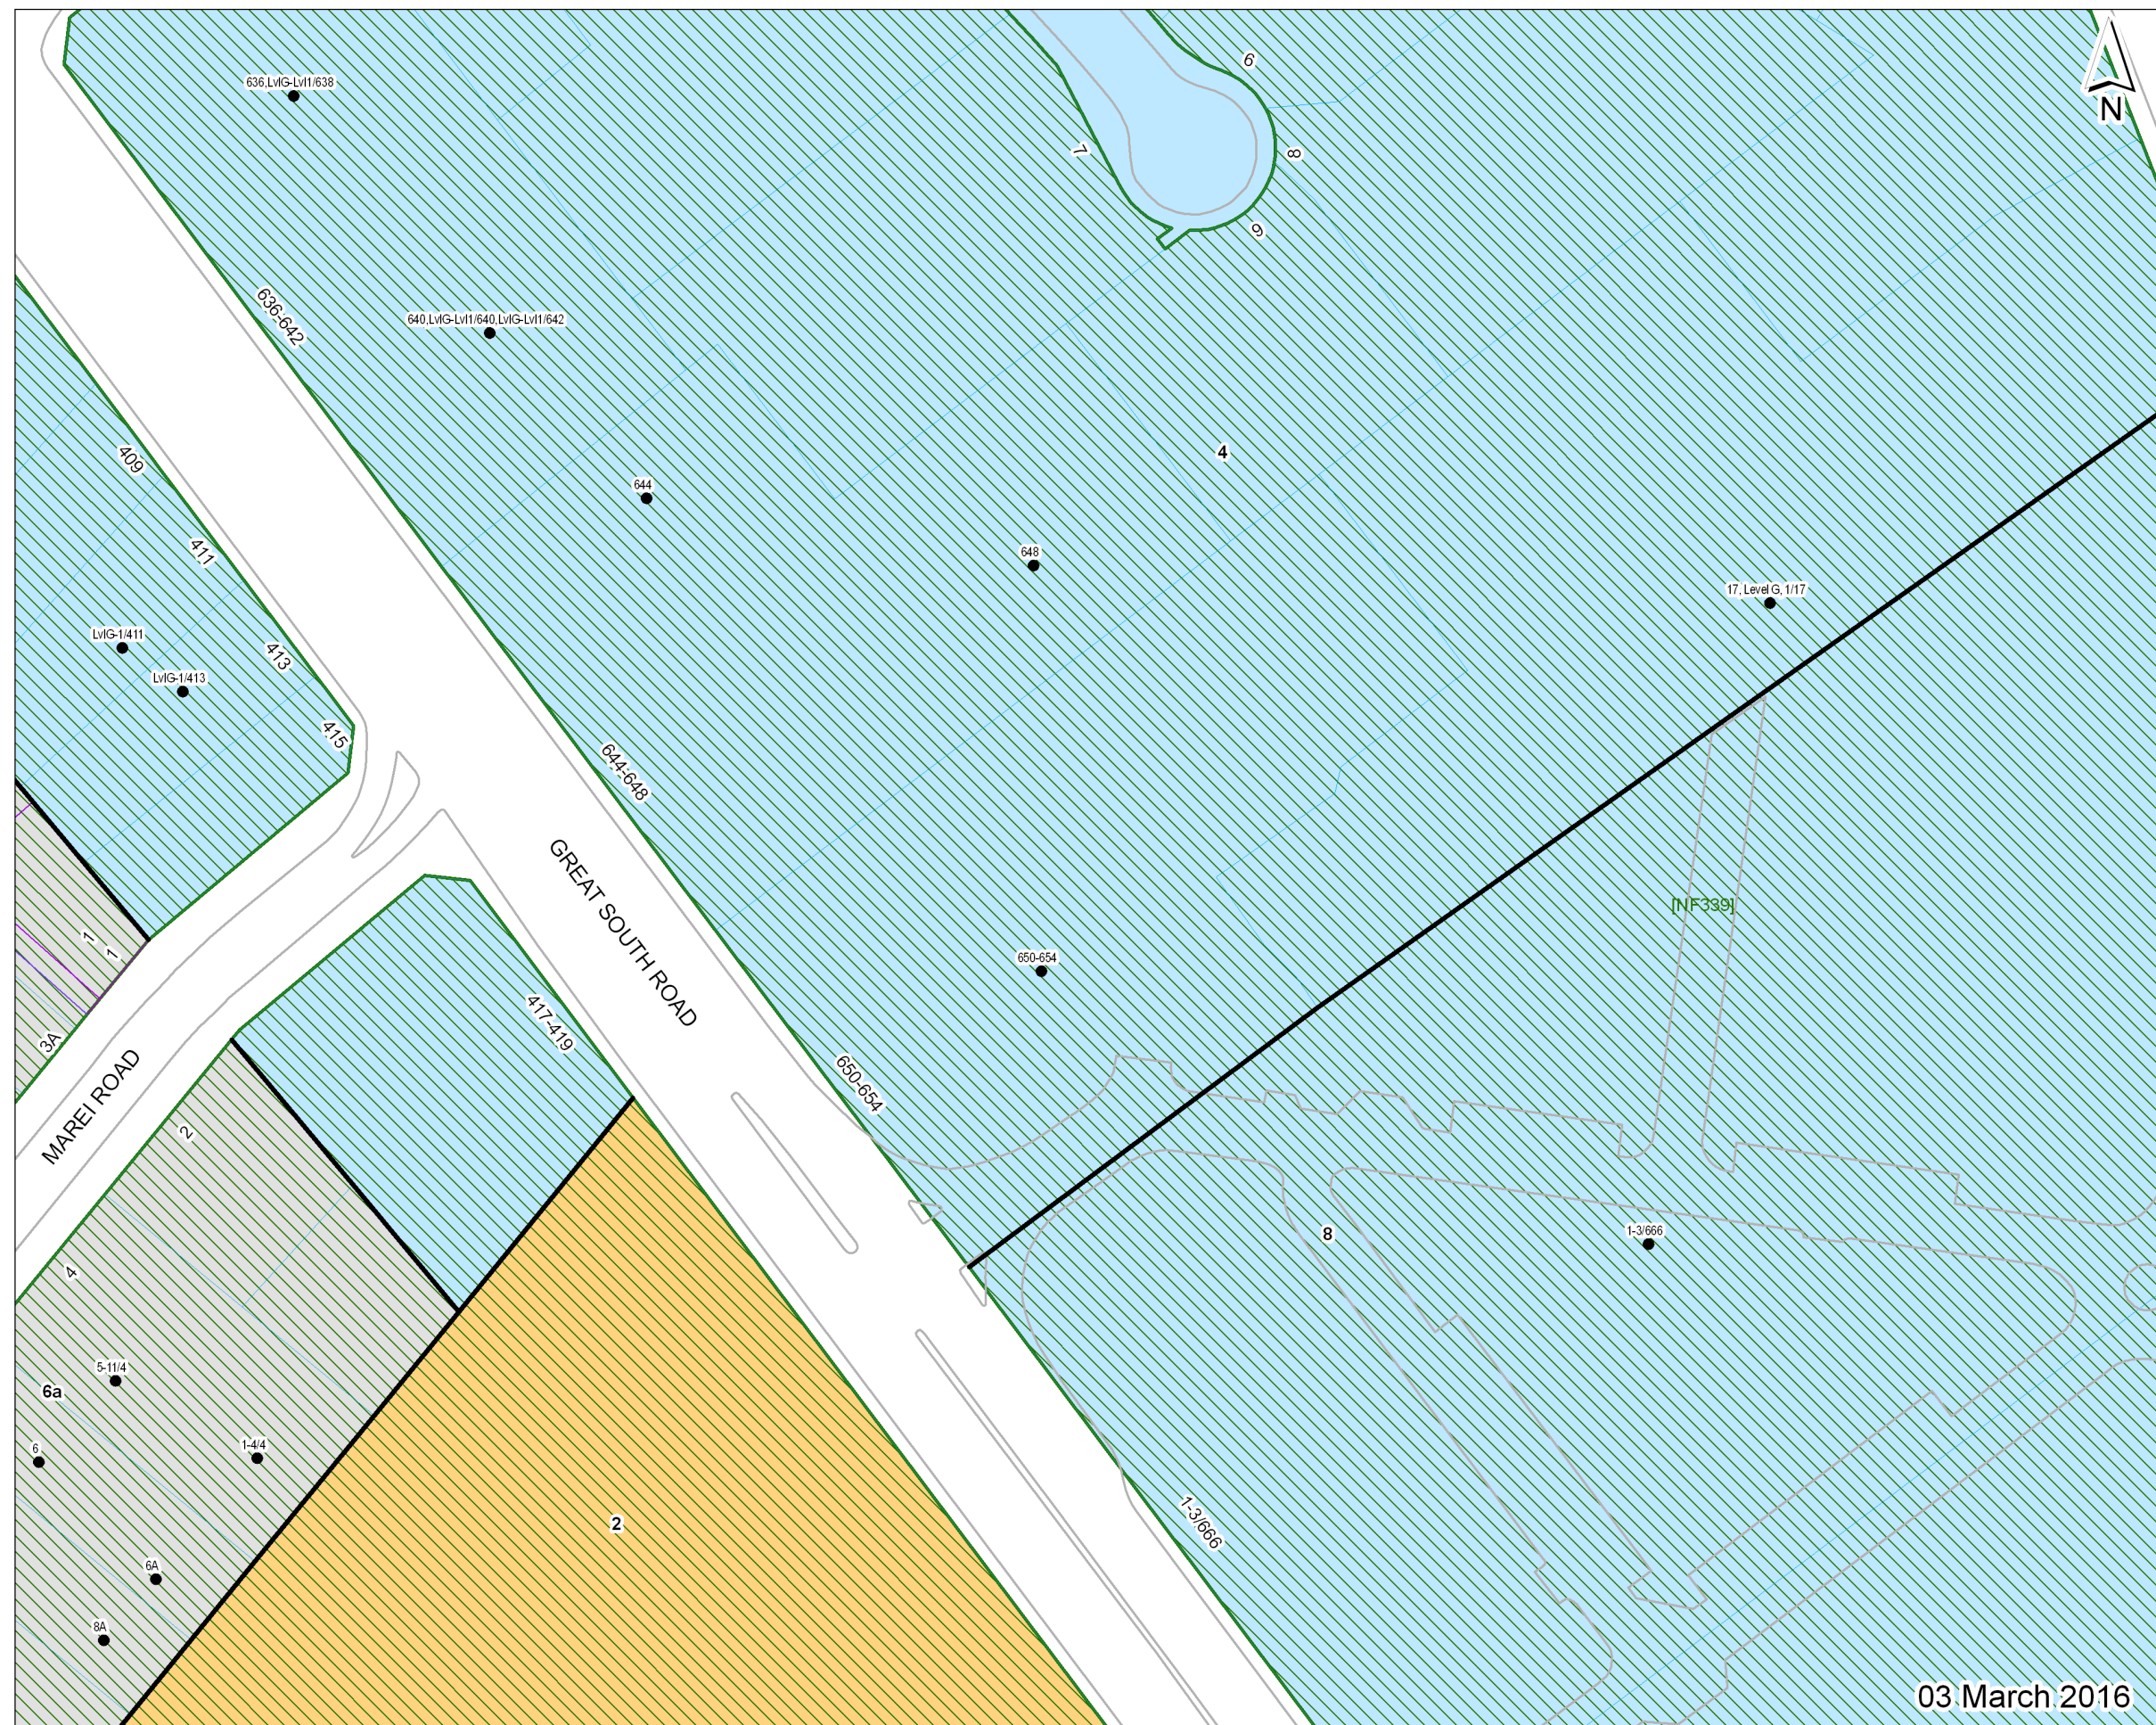 636,LvlG-Lvl1/638
6
N
7
8
9
636-642
640,LvlG-Lvl1/640,LvlG-Lvl1/642
409
4
644
411
648
17, Level G, 1/17
LvlG-1/411
413
LvlG-1/413
415
644-648
GREAT SOUTH ROAD
[NF339]
1
1
650-654
417-419
3A
650-654
MAREI ROAD
2
8
1-3/666
4
5-11/4
6a
6
1-4/4
2
1-3/666
6A
8A
03 March 2016